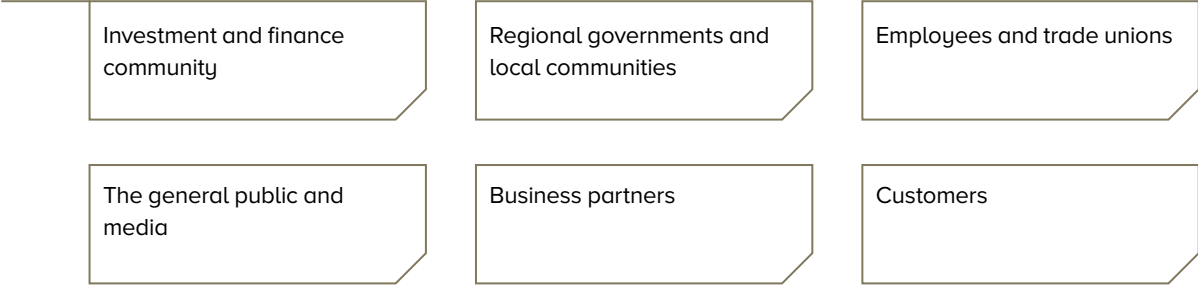 Investment and finance
community
Regional governments and
local communities
Employees and trade unions
The general public and
media
Business partners
Customers